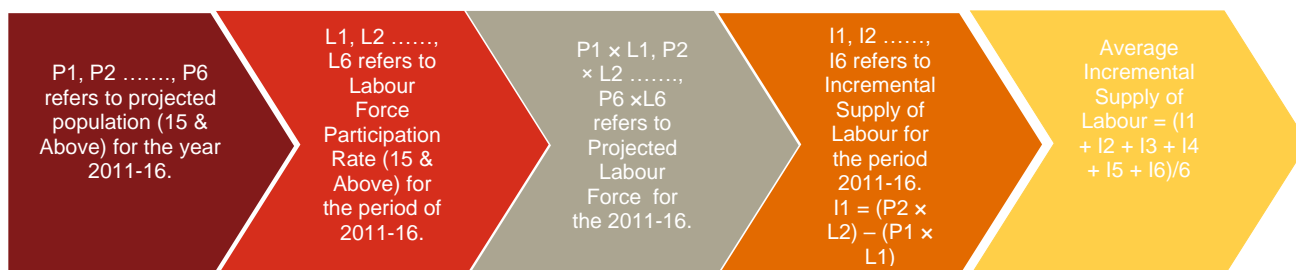 P1, P2 ......., P6
refers to projected
population (15 &
Above) for the year
2011-16.
L1, L2 ......,
L6 refers to
Labour
Force
Participation
Rate (15 &
Above) for
the period of
2011-16.
P1 × L1, P2
× L2 .......,
P6 ×L6
refers to
Projected
Labour
Force for
the 2011-16.
I1, I2 ......,
I6 refers to
Incremental
Supply of
Labour for
the period
2011-16.
I1 = (P2 ×
L2) – (P1 ×
L1)
Average
Incremental
Supply of
Labour = (I1
+ I2 + I3 + I4
+ I5 + I6)/6